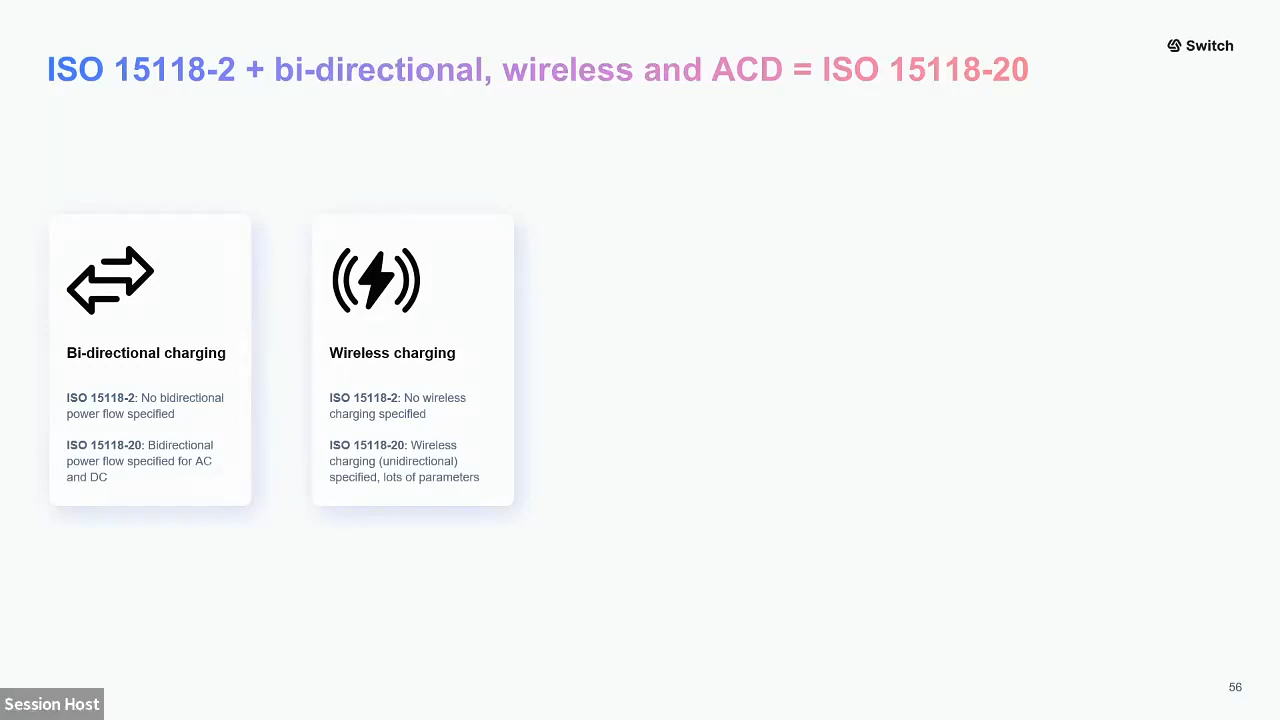 ISO 15118-2 + bi-directional, wireless and ACD = ISO 15118-20
Switch
Bi-directional charging
ISO 15118-2: No bidirectional
power flow specified
ISO 15118-20: Bidirectional
power flow specified for AC
and DC
Wireless charging
ISO 15118-2: No wireless
charging specified
ISO 15118-20: Wireless
charging (unidirectional)
specified, lots of parameters
56
Session Host